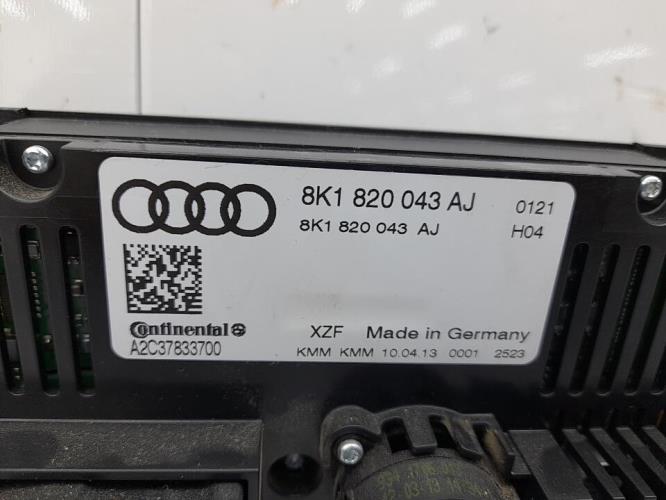 8K1 820 043 AJ 0121
8K1 820 043 AJ H04
Continental
A2C37833700
XZF Made in Germany
KMM KMM 10.04.13 0001 2523